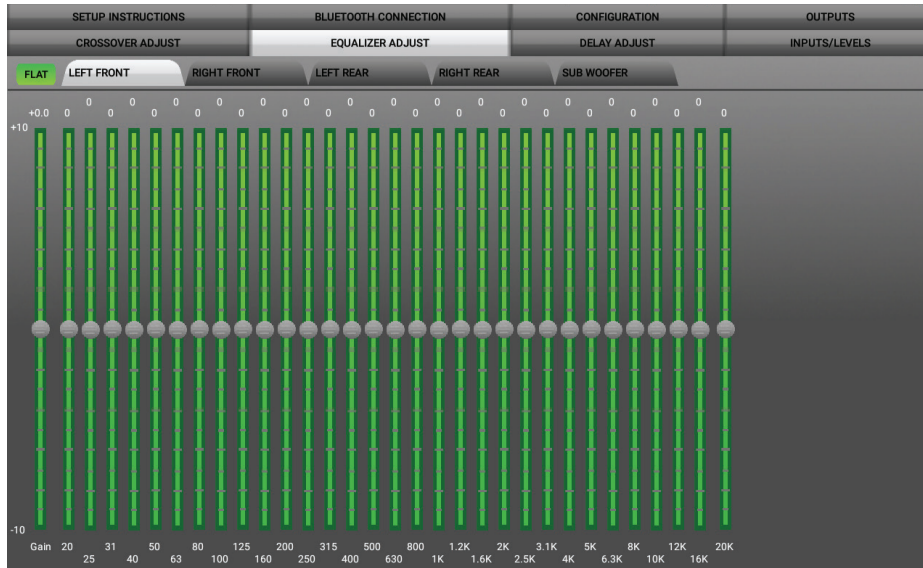 SETUP INSTRUCTIONS BLUETOOTH CONNECTION CONFIGURATION OUTPUTS
CROSSOVER ADJUST EQUALIZER ADJUST DELAY ADJUST INPUTS/LEVELS
FLAT LEFT FRONT RIGHT FRONT LEFT REAR RIGHT REAR SUB WOOFER
0 0 0 0 0 0 0 0 0 0 0 0 0 0 0
+0.0 0 0 0 0 0 0 0 0 0 0 0 0 0 0 0 0
+10
-10
Gain 20 31 50 80 125 200 315 500 800 1.2K 2K 3.1K 5K 8K 12K 20K
25 40 63 100 160 250 400 630 1K 1.6K 2.5K 4K 6.3K 10K 16K